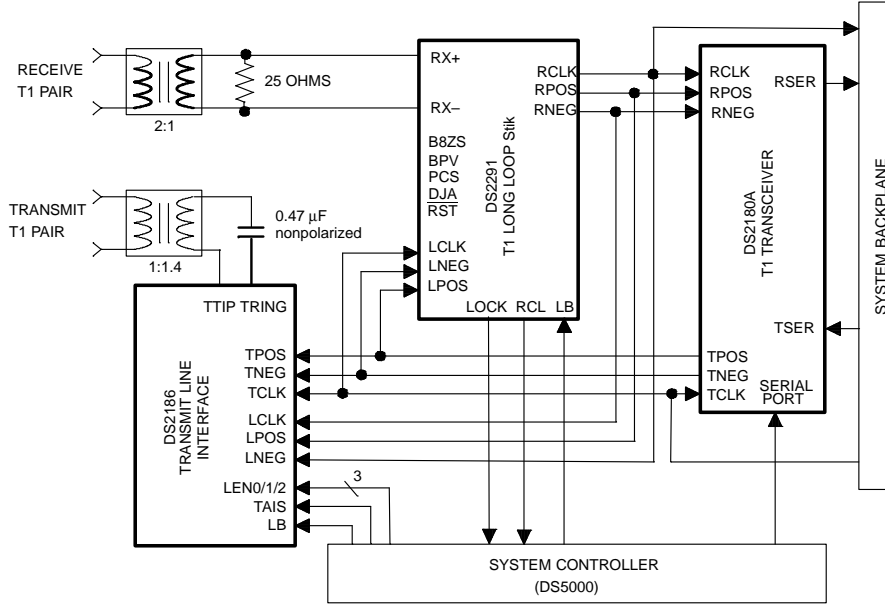 RECEIVE
T1 PAIR
2:1
25 OHMS
TRANSMIT
T1 PAIR
1:1.4
0.47 μF
nonpolarized
RX+
RX–
B8ZS
BPV
PCS
DJA
RST
LCLK
LNEG
LPOS
RCLK
RPOS
RNEG
DS2291
T1 LONG LOOP Stik
LOCK RCL LB
RCLK
RPOS
RNEG
RSER
DS2180A
T1 TRANSCEIVER
TSER
TPOS
TNEG
TCLK
SERIAL
PORT
SYSTEM BACKPLANE
TTIP TRING
TPOS
TNEG
TCLK
LCLK
LPOS
LNEG
LEN0/1/2
TAIS
LB
DS2186
TRANSMIT LINE
INTERFACE
3
SYSTEM CONTROLLER
(DS5000)